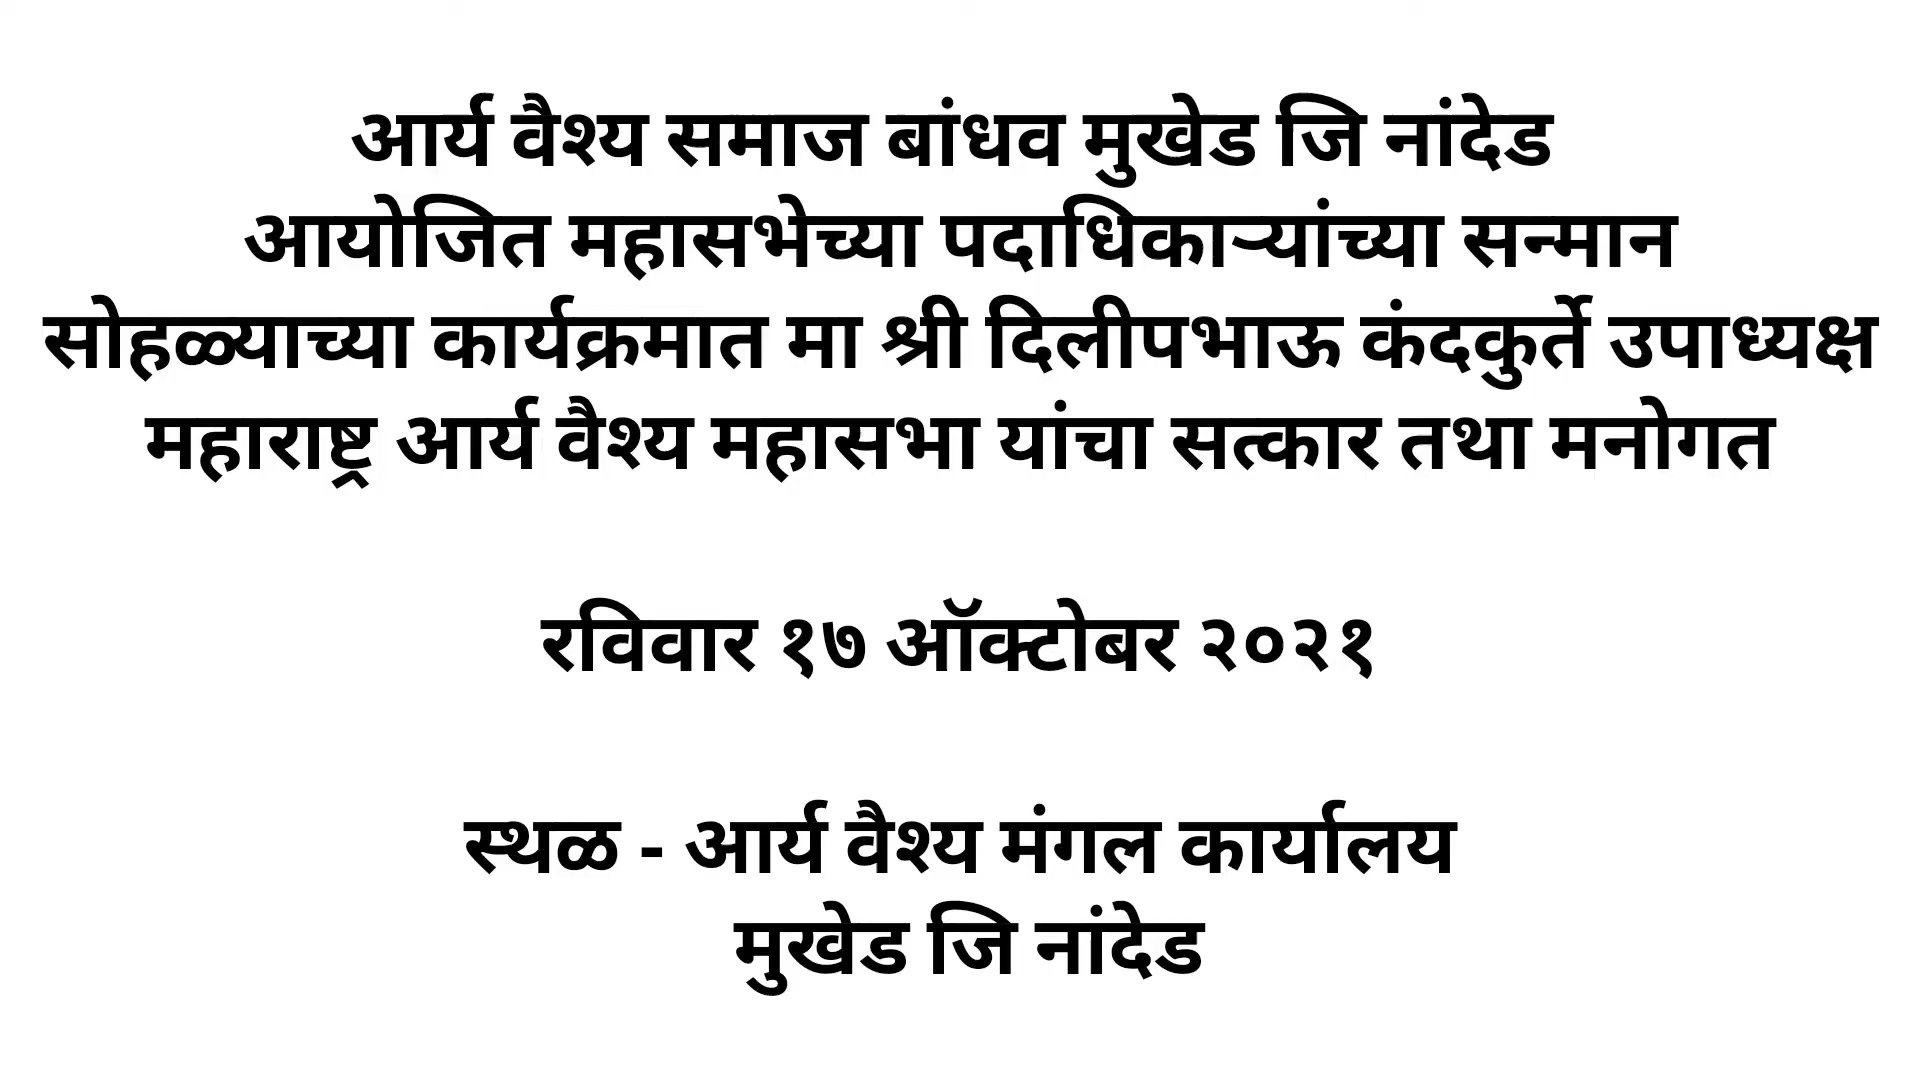 आर्य वैश्य समाज बांधव मुखेड जि नांदेड
आयोजित महासभेच्या पदाधिकाऱ्यांच्या सन्मान
सोहळ्याच्या कार्यक्रमात मा श्री दिलीपभाऊ कंदकुर्ते उपाध्यक्ष
महाराष्ट्र आर्य वैश्य महासभा यांचा सत्कार तथा मनोगत
रविवार १७ ऑक्टोबर २०२१
स्थळ - आर्य वैश्य मंगल कार्यालय
मुखेड जि नांदेड